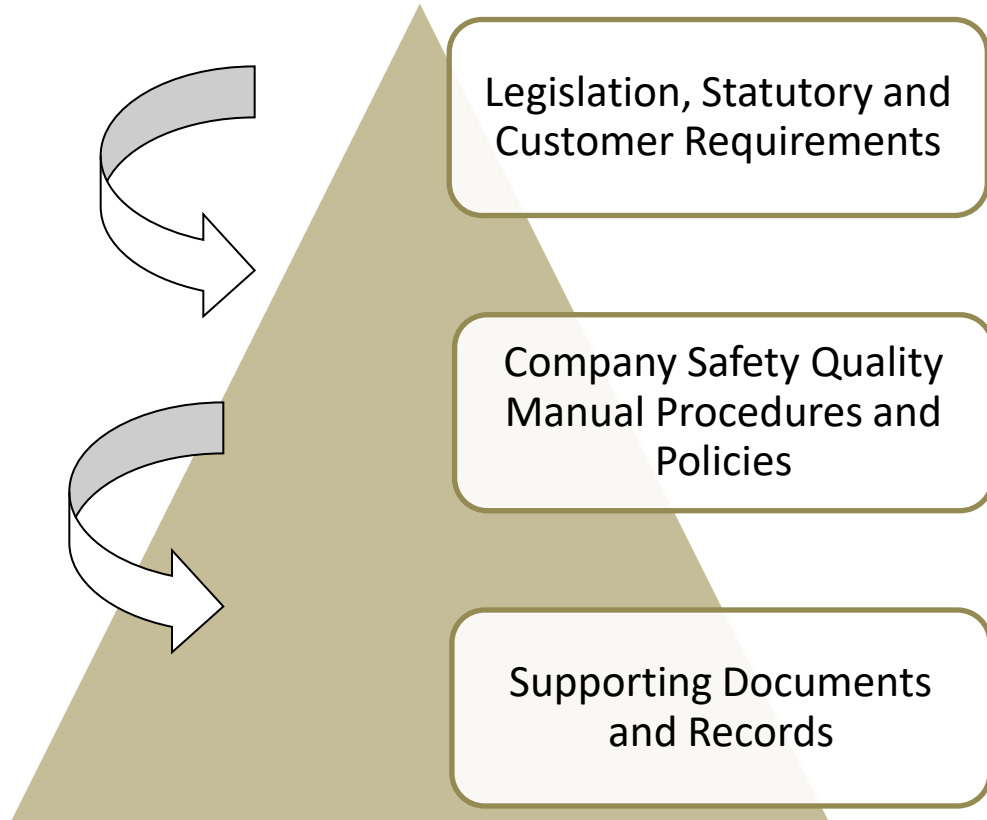 Legislation, Statutory and
Customer Requirements
Company Safety Quality
Manual Procedures and
Policies
Supporting Documents
and Records